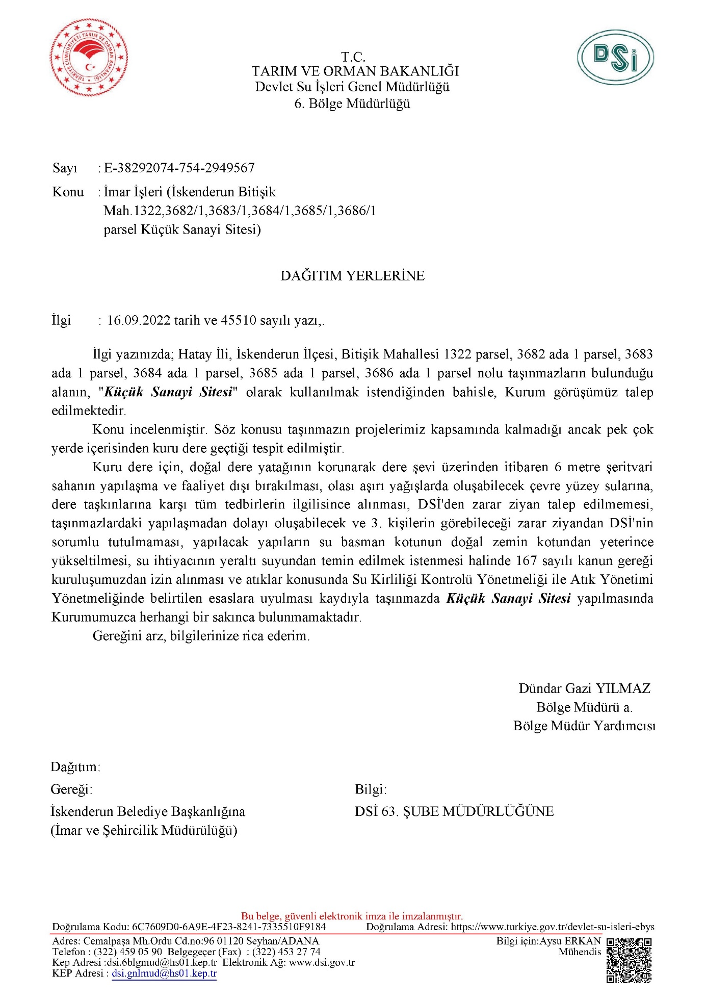 TÜRKİYE CUMHURİYETİ TARIM VE ORMAN BAKANLIĞI
DSİ
T.C.
TARIM VE ORMAN BAKANLIĞI
Devlet Su İşleri Genel Müdürlüğü
6. Bölge Müdürlüğü
Sayı : E-38292074-754-2949567
Konu : İmar İşleri (İskenderun Bitişik
Mah.1322,3682/1,3683/1,3684/1,3685/1,3686/1
parsel Küçük Sanayi Sitesi)
DAĞITIM YERLERİNE
İlgi : 16.09.2022 tarih ve 45510 sayılı yazı,.
İlgi yazınızda; Hatay İli, İskenderun İlçesi, Bitişik Mahallesi 1322 parsel, 3682 ada 1 parsel, 3683
ada 1 parsel, 3684 ada 1 parsel, 3685 ada 1 parsel, 3686 ada 1 parsel nolu taşınmazların bulunduğu
alanın, "Küçük Sanayi Sitesi" olarak kullanılmak istendiğinden bahisle, Kurum görüşümüz talep
edilmektedir.
Konu incelenmiştir. Söz konusu taşınmazın projelerimiz kapsamında kalmadığı ancak pek çok
yerde içerisinden kuru dere geçtiği tespit edilmiştir.
Kuru dere için, doğal dere yatağının korunarak dere şevi üzerinden itibaren 6 metre şeritvari
sahanın yapılaşma ve faaliyet dışı bırakılması, olası aşırı yağışlarda oluşabilecek çevre yüzey sularına,
dere taşkınlarına karşı tüm tedbirlerin ilgilisince alınması, DSİ'den zarar ziyan talep edilmemesi,
taşınmazlardaki yapılaşmadan dolayı oluşabilecek ve 3. kişilerin görebileceği zarar ziyandan DSİ'nin
sorumlu tutulmaması, yapılacak yapıların su basman kotunun doğal zemin kotundan yeterince
yükseltilmesi, su ihtiyacının yeraltı suyundan temin edilmek istenmesi halinde 167 sayılı kanun gereği
kuruluşumuzdan izin alınması ve atıklar konusunda Su Kirliliği Kontrolü Yönetmeliği ile Atık Yönetimi
Yönetmeliğinde belirtilen esaslara uyulması kaydıyla taşınmazda Küçük Sanayi Sitesi yapılmasında
Kurumumuzca herhangi bir sakınca bulunmamaktadır.
Gereğini arz, bilgilerinize rica ederim.
Dündar Gazi YILMAZ
Bölge Müdürü a.
Bölge Müdür Yardımcısı
Dağıtım:
Gereği: Bilgi:
İskenderun Belediye Başkanlığına DSİ 63. ŞUBE MÜDÜRLÜĞÜNE
(İmar ve Şehircilik Müdürülüğü)
Bu belge, güvenli elektronik imza ile imzalanmıştır.
Doğrulama Kodu: 6C7609D0-6A9E-4F23-8241-7335510F9184 Doğrulama Adresi: https://www.turkiye.gov.tr/devlet-su-isleri-ebys
Adres: Cemalpaşa Mh.Ordu Cd.no:96 01120 Seyhan/ADANA Bilgi için:Aysu ERKAN
Telefon : (322) 459 05 90 Belgegeçer (Fax) : (322) 453 27 74 Mühendis
Kep Adresi :dsi.6blgmud@hs01.kep.tr Elektronik Ağ: www.dsi.gov.tr
KEP Adresi : dsi.gnlmud@hs01.kep.tr